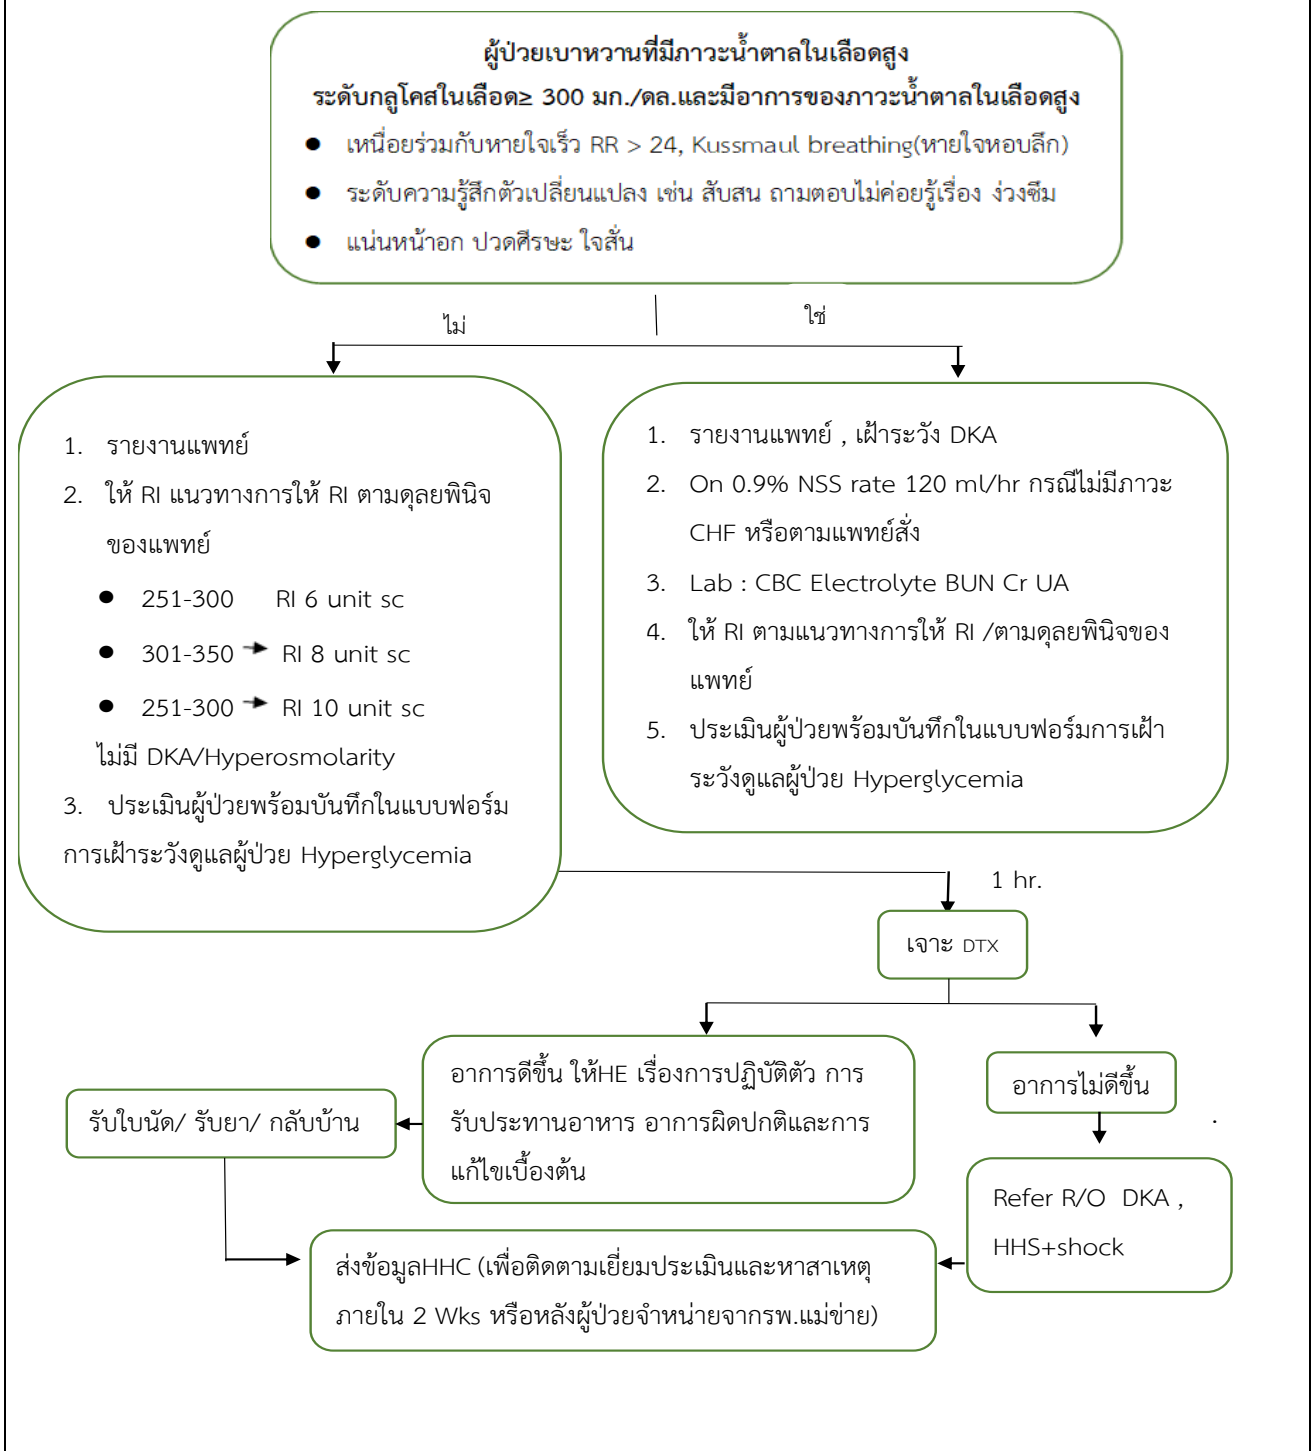 ผู้ป่วยเบาหวานที่มีภาวะน้ำตาลในเลือดสูง
ระดับกลูโคสในเลือด≥ 300 มก./ดล.และมีอาการของภาวะน้ำตาลในเลือดสูง
● เหนื่อยร่วมกับหายใจเร็ว RR > 24, Kussmaul breathing(หายใจหอบลึก)
● ระดับความรู้สึกตัวเปลี่ยนแปลง เช่น สับสน ถามตอบไม่ค่อยรู้เรื่อง ง่วงซึม
● แน่นหน้าอก ปวดศีรษะ ใจสั่น
ไม่
ใช่
1. รายงานแพทย์
2. ให้ RI แนวทางการให้ RI ตามดุลยพินิจ
ของแพทย์
● 251-300 RI 6 unit sc
● 301-350 → RI 8 unit sc
● 251-300 → RI 10 unit sc
ไม่มี DKA/Hyperosmolarity
3. ประเมินผู้ป่วยพร้อมบันทึกในแบบฟอร์ม
การเฝ้าระวังดูแลผู้ป่วย Hyperglycemia
1. รายงานแพทย์ , เฝ้าระวัง DKA
2. On 0.9% NSS rate 120 ml/hr กรณีไม่มีภาวะ
CHF หรือตามแพทย์สั่ง
3. Lab : CBC Electrolyte BUN Cr UA
4. ให้ RI ตามแนวทางการให้ RI /ตามดุลยพินิจของ
แพทย์
5. ประเมินผู้ป่วยพร้อมบันทึกในแบบฟอร์มการเฝ้า
ระวังดูแลผู้ป่วย Hyperglycemia
1 hr.
เจาะ DTX
อาการดีขึ้น ให้HE เรื่องการปฏิบัติตัว การ
รับประทานอาหาร อาการผิดปกติและการ
แก้ไขเบื้องต้น
อาการไม่ดีขึ้น
.
รับใบนัด/ รับยา/ กลับบ้าน
Refer R/O DKA ,
HHS+shock
ส่งข้อมูลHHC (เพื่อติดตามเยี่ยมประเมินและหาสาเหตุ
ภายใน 2 Wks หรือหลังผู้ป่วยจำหน่ายจากรพ.แม่ข่าย)